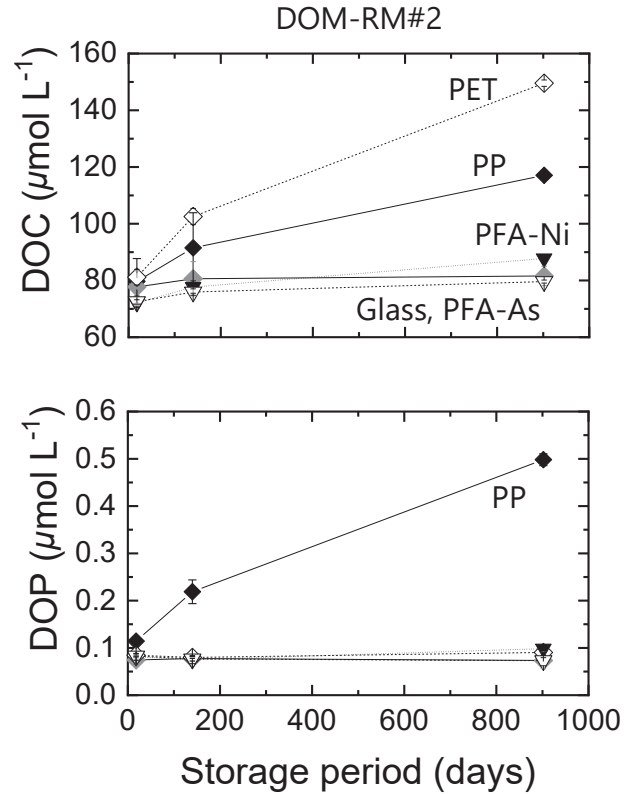 DOM-RM#2
DOC (µmol L⁻¹)
160
140
120
100
80
60
PET
PP
PFA-Ni
Glass, PFA-As
DOP (µmol L⁻¹)
0.6
0.5
0.4
0.3
0.2
0.1
0.0
PP
0 200 400 600 800 1000
Storage period (days)